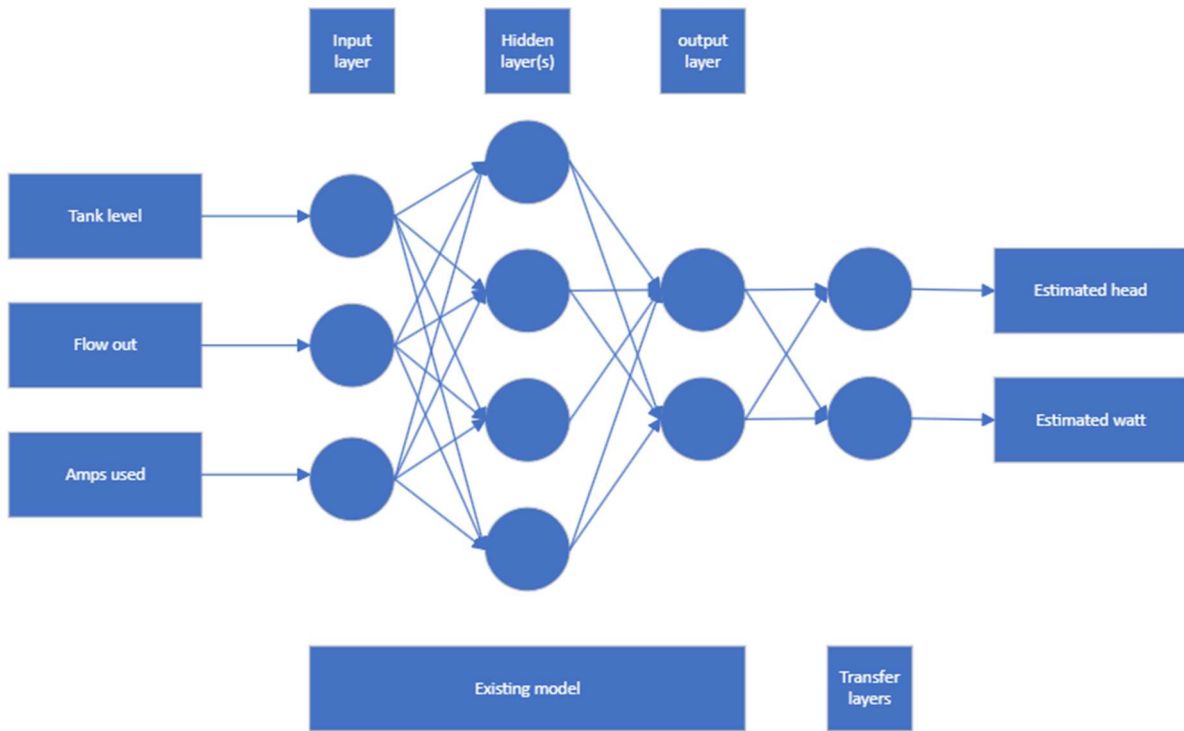 Input
layer
Hidden
layer(s)
output
layer
Tank level
Flow out
Amps used
Estimated head
Estimated watt
Existing model
Transfer
layers